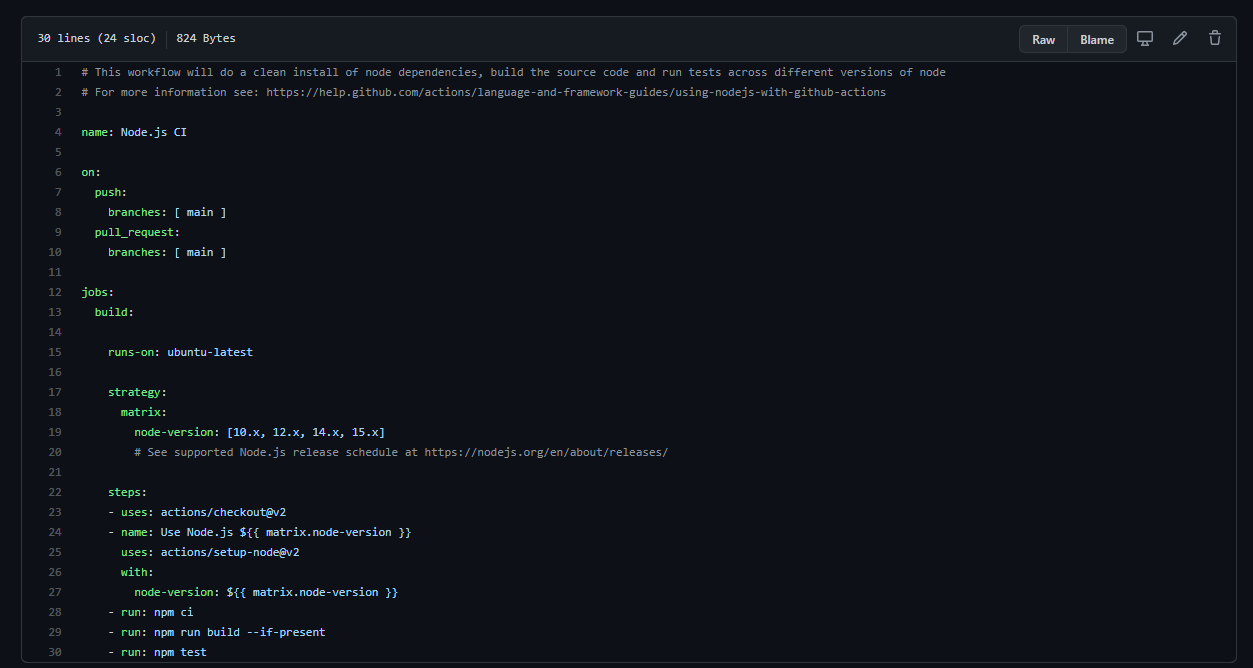 30 lines (24 sloc) 824 Bytes Raw Blame
1 # This workflow will do a clean install of node dependencies, build the source code and run tests across different versions of node
2 # For more information see: https://help.github.com/actions/language-and-framework-guides/using-nodejs-with-github-actions
3
4 name: Node.js CI
5
6 on:
7   push:
8     branches: [ main ]
9   pull_request:
10     branches: [ main ]
11
12 jobs:
13   build:
14
15     runs-on: ubuntu-latest
16
17     strategy:
18       matrix:
19         node-version: [10.x, 12.x, 14.x, 15.x]
20         # See supported Node.js release schedule at https://nodejs.org/en/about/releases/
21
22     steps:
23     - uses: actions/checkout@v2
24     - name: Use Node.js ${{ matrix.node-version }}
25       uses: actions/setup-node@v2
26       with:
27         node-version: ${{ matrix.node-version }}
28     - run: npm ci
29     - run: npm run build --if-present
30     - run: npm test